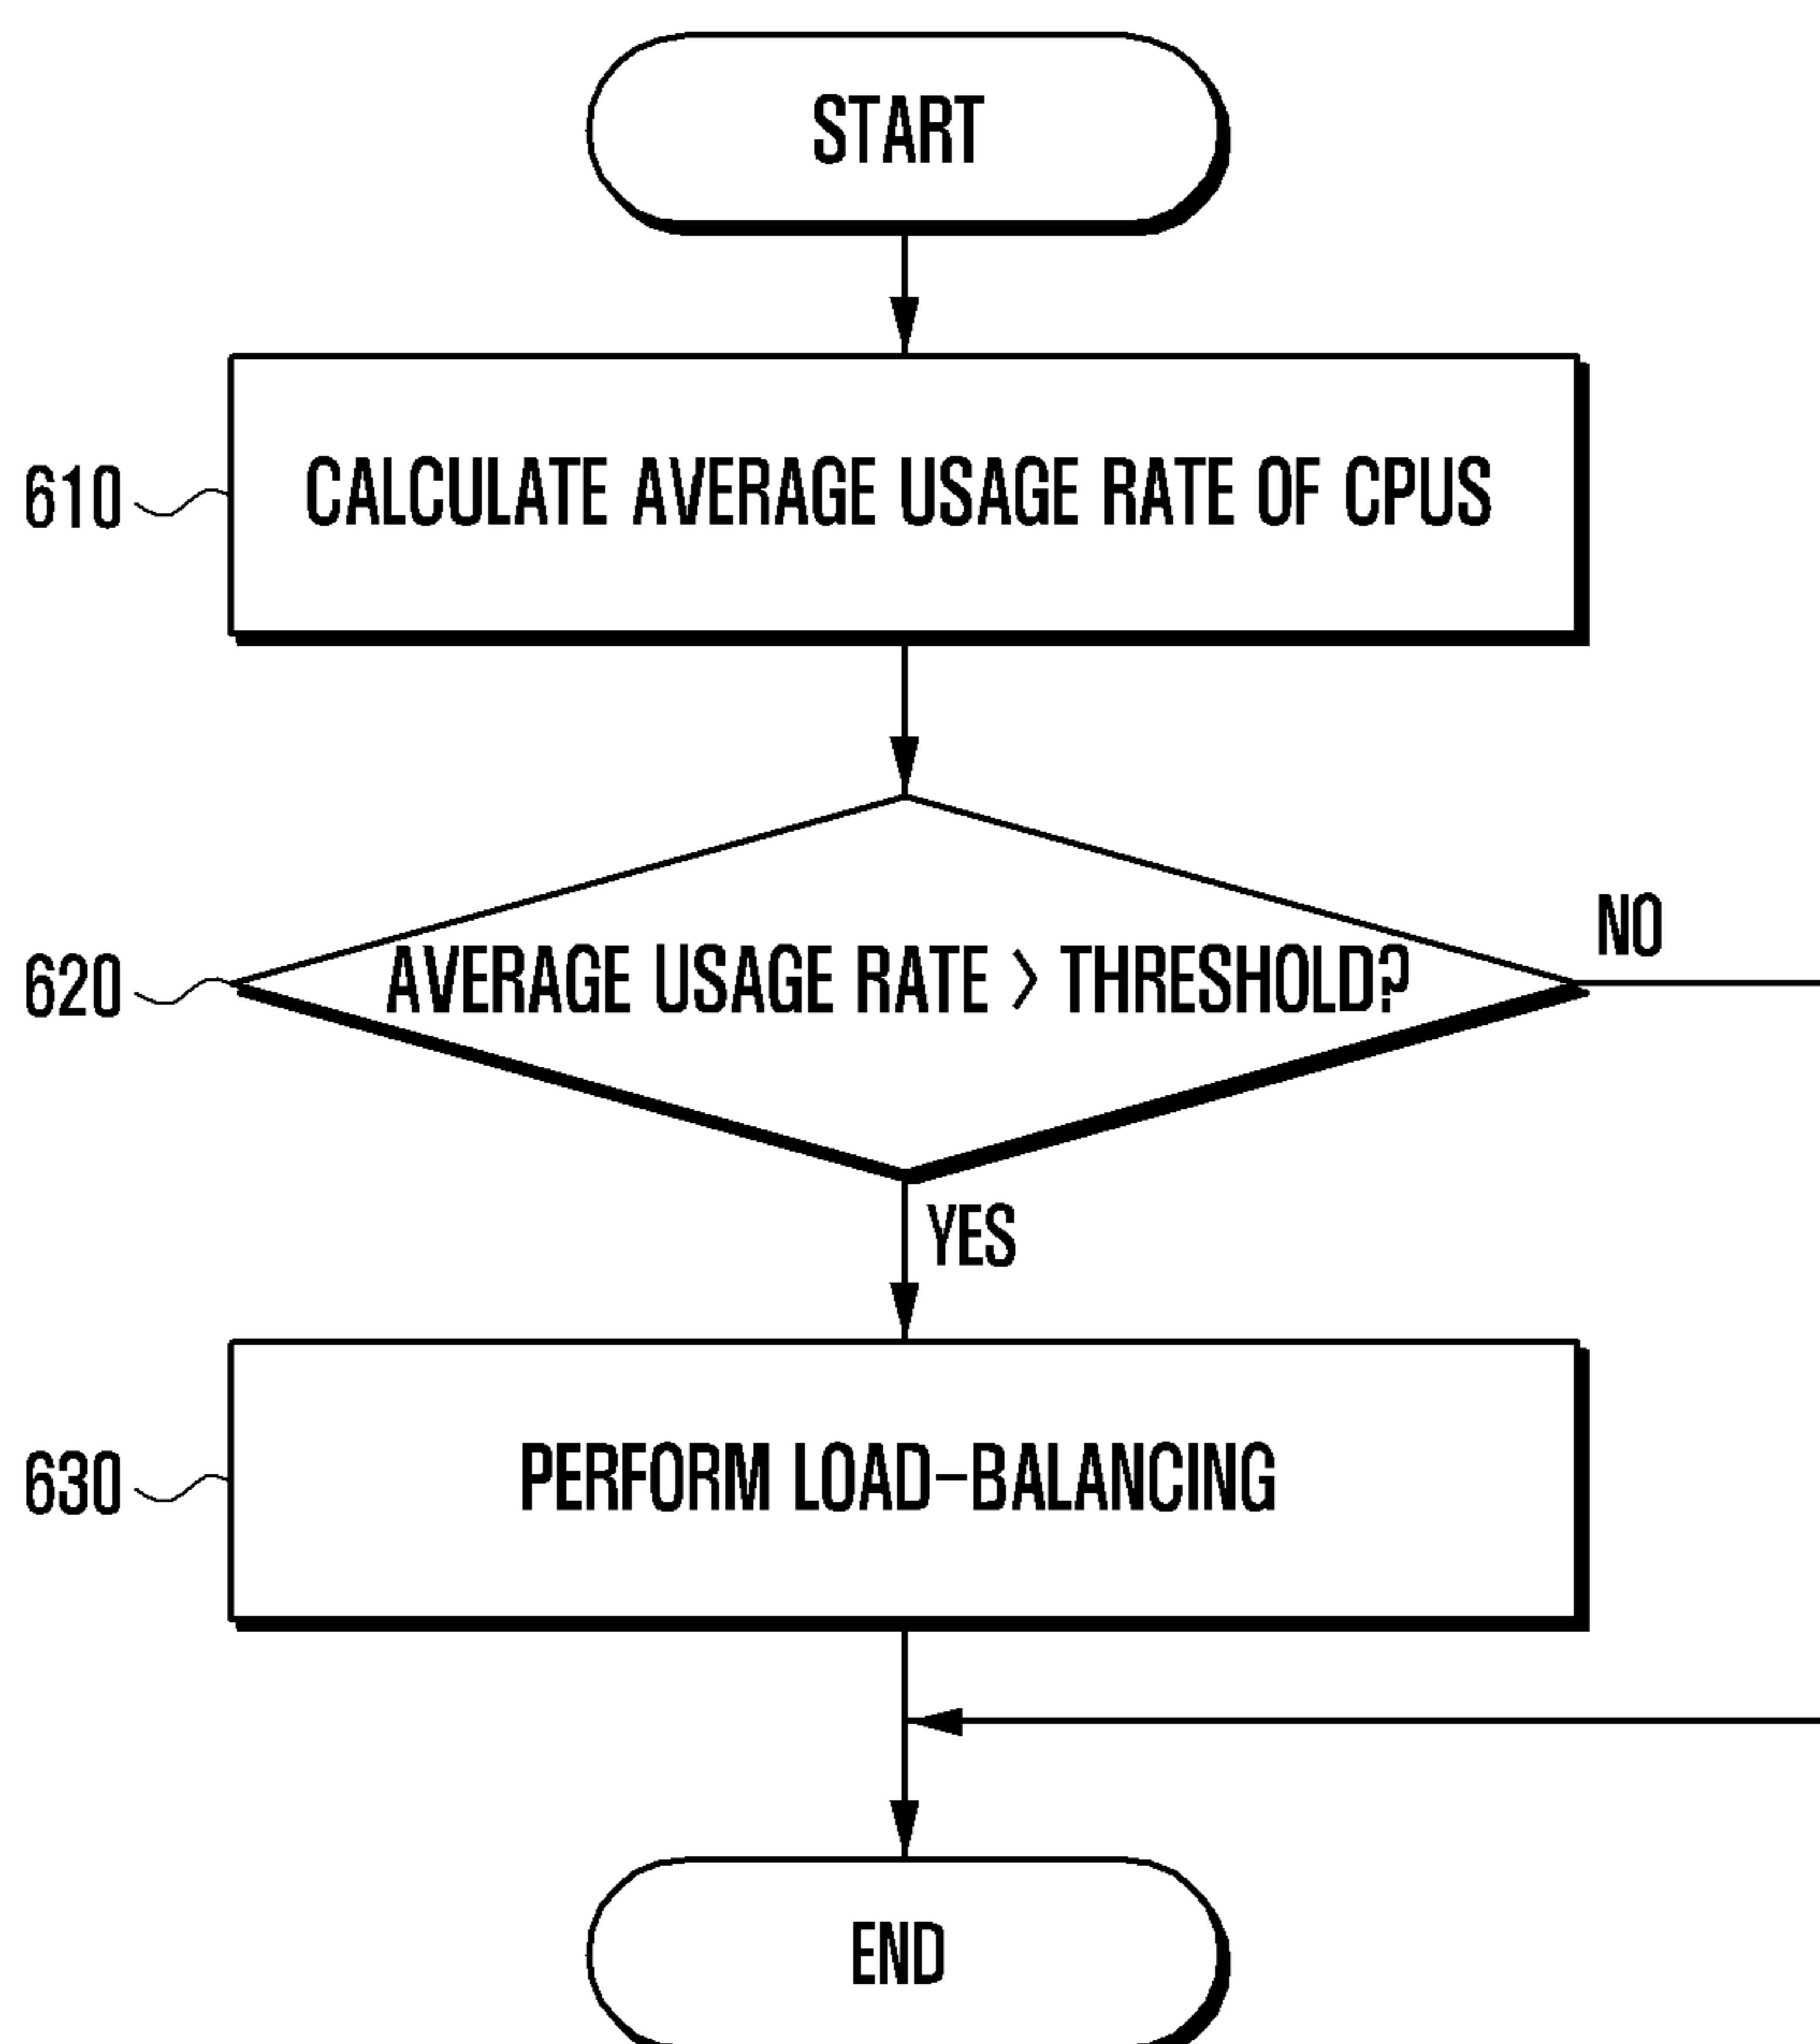 START
610
CALCULATE AVERAGE USAGE RATE OF CPUS
620
AVERAGE USAGE RATE > THRESHOLD?
NO
YES
630
PERFORM LOAD-BALANCING
END